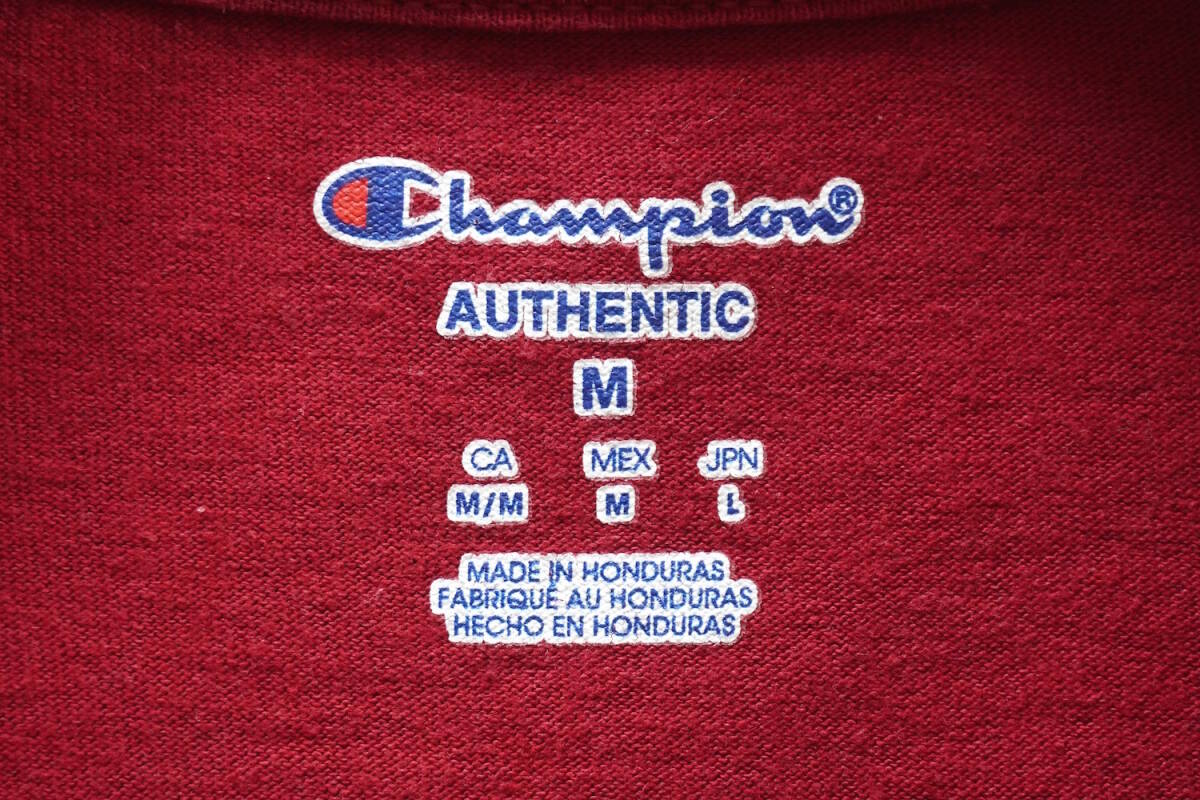 Champion®
AUTHENTIC
M
CA MEX JPN
M/M M L
MADE IN HONDURAS
FABRIQUÉ AU HONDURAS
HECHO EN HONDURAS